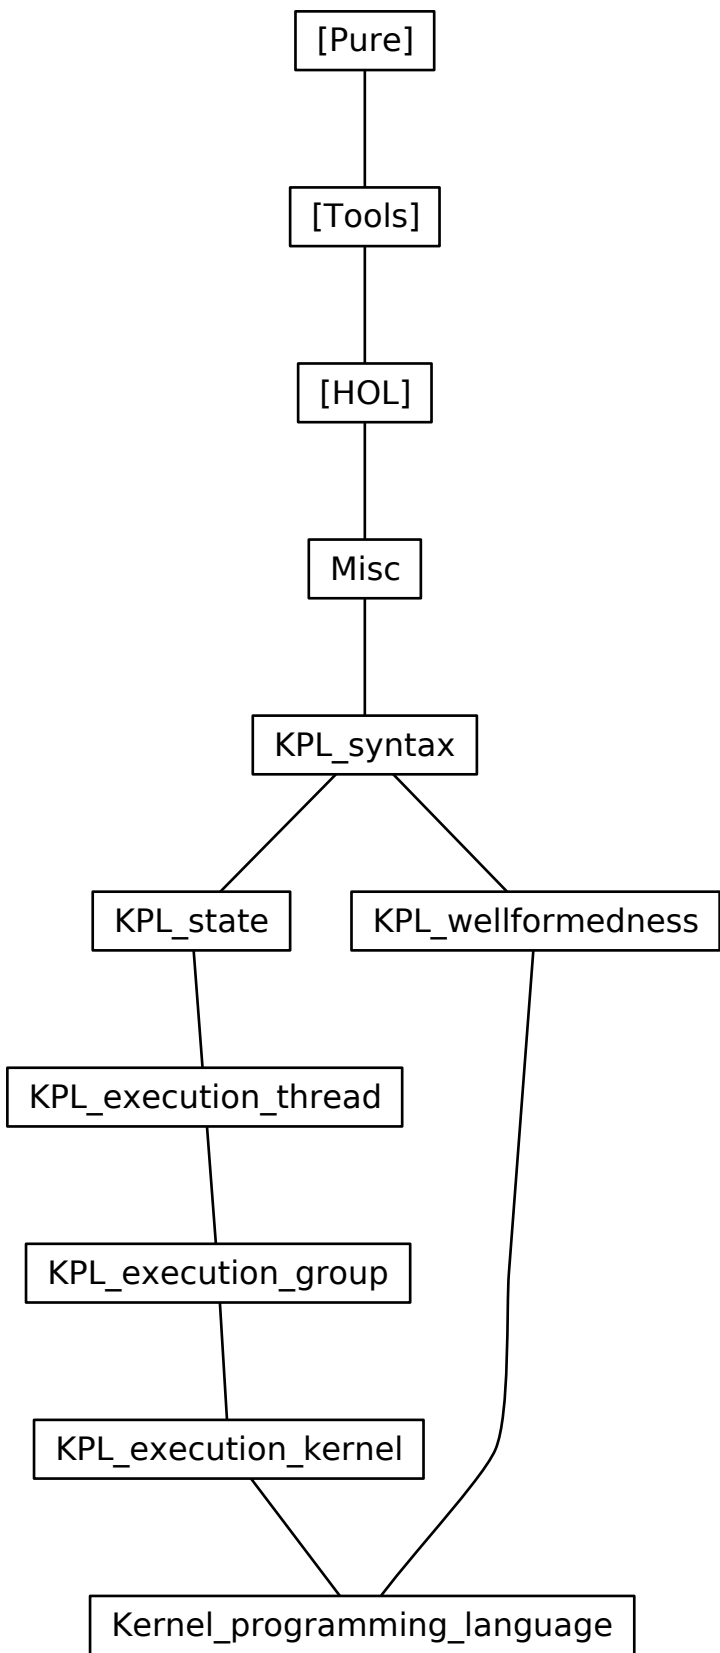 [Pure]
[Tools]
[HOL]
Misc
KPL_syntax
KPL_state
KPL_wellformedness
KPL_execution_thread
KPL_execution_group
KPL_execution_kernel
Kernel_programming_language